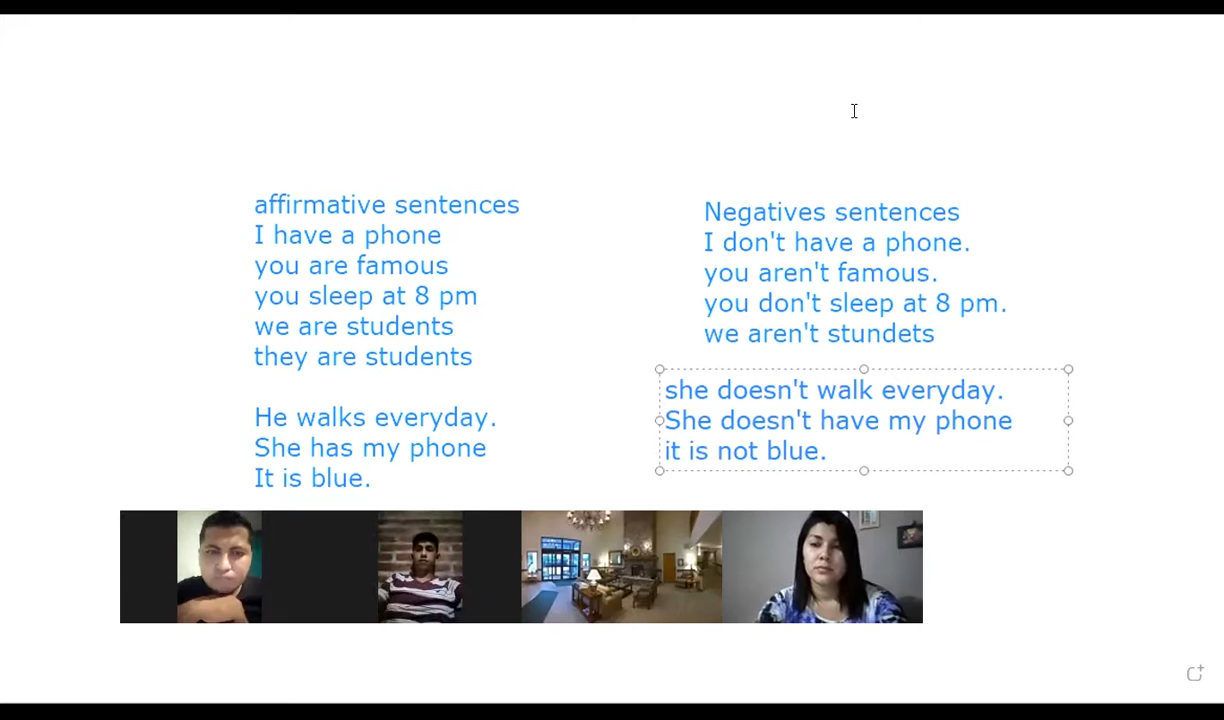 affirmative sentences
I have a phone
you are famous
you sleep at 8 pm
we are students
they are students
He walks everyday.
She has my phone
It is blue.
Negatives sentences
I don't have a phone.
you aren't famous.
you don't sleep at 8 pm.
we aren't stundets
she doesn't walk everyday.
She doesn't have my phone
it is not blue.